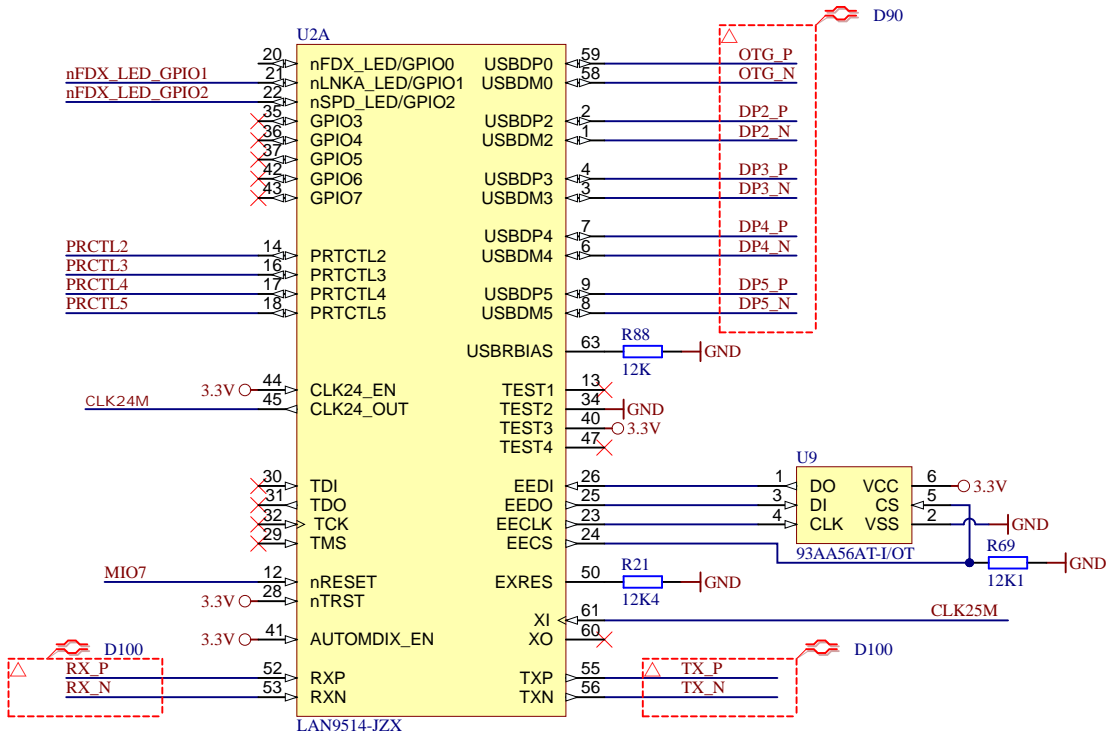 D90
U2A
20 nFDX_LED/GPIO0 USBDP0 59 OTG_P
nFDX_LED_GPIO1 21 nLNKA_LED/GPIO1 USBDM0 58 OTG_N
nFDX_LED_GPIO2 22 nSPD_LED/GPIO2
35 GPIO3 USBDP2 2 DP2_P
36 GPIO4 USBDM2 1 DP2_N
37 GPIO5
42 GPIO6 USBDP3 4 DP3_P
43 GPIO7 USBDM3 3 DP3_N
USBDP4 7 DP4_P
PRCTL2 14 PRTCTL2 USBDM4 6 DP4_N
PRCTL3 16 PRTCTL3
PRCTL4 17 PRTCTL4 USBDP5 9 DP5_P
PRCTL5 18 PRTCTL5 USBDM5 8 DP5_N
R88
USBRBIAS 63 GND
12K
3.3V 44 CLK24_EN TEST1 13
CLK24M 45 CLK24_OUT TEST2 34 GND
TEST3 40 3.3V
TEST4 47
U9
30 TDI EEDI 26 1 DO VCC 6 3.3V
31 TDO EEDO 25 3 DI CS 5
32 TCK EECLK 23 4 CLK VSS 2 GND
29 TMS EECS 24
93AA56AT-I/OT
R69
GND
12K1
R21
MIO7 12 nRESET EXRES 50 GND
12K4
3.3V 28 nTRST
XI 61 CLK25M
3.3V 41 AUTOMDIX_EN XO 60
D100 D100
RX_P 52 RXP TXP 55 TX_P
RX_N 53 RXN TXN 56 TX_N
LAN9514-JZX